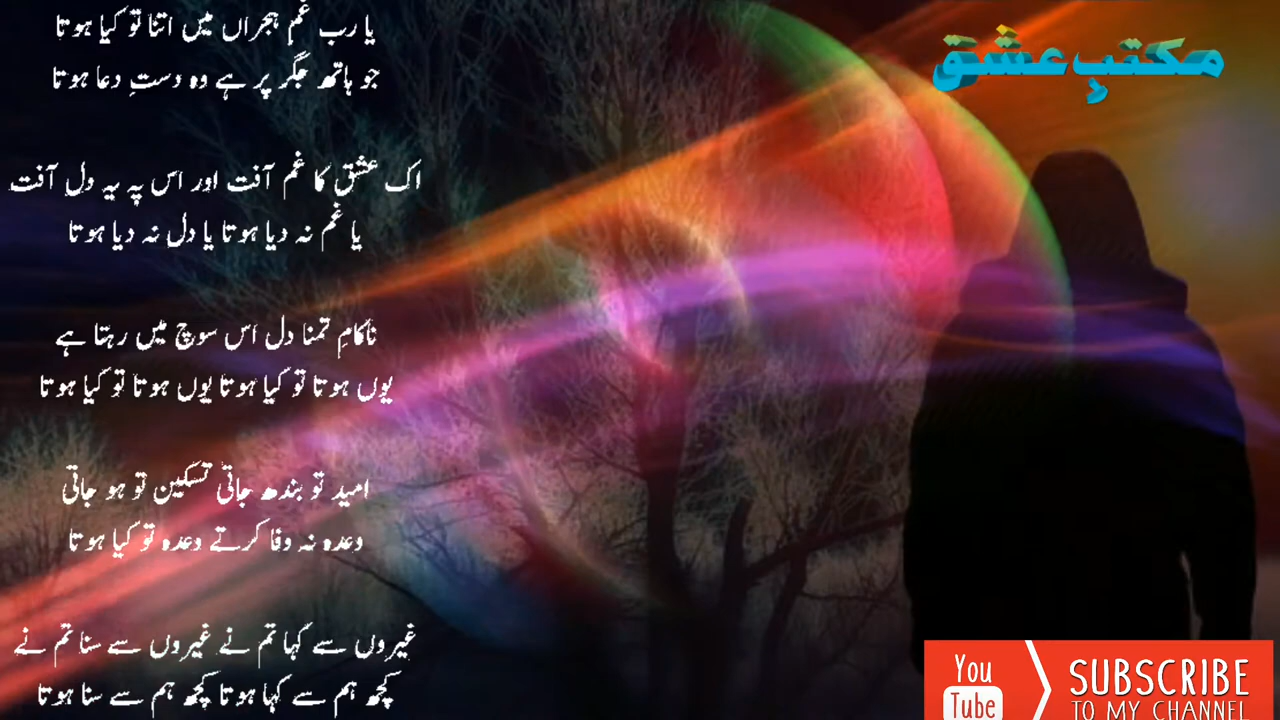 یا رب غمِ ہجراں میں اتنا تو کیا ہوتا
جو ہاتھ جگر پر ہے وہ دستِ دعا ہوتا
اک عشق کا غم آفت اور اس پہ یہ دل آفت
یا غم نہ دیا ہوتا یا دل نہ دیا ہوتا
ناکامِ تمنا دل اس سوچ میں رہتا ہے
یوں ہوتا تو کیا ہوتا یوں ہوتا تو کیا ہوتا
امید تو بندھ جاتی تسکین تو ہو جاتی
وعدہ نہ وفا کرتے وعدہ تو کیا ہوتا
غیروں سے کہا تم نے غیروں سے سنا تم نے
کچھ ہم سے کہا ہوتا کچھ ہم سے سنا ہوتا
مکتبِ عشق
You
Tube
SUBSCRIBE
TO MY CHANNEL